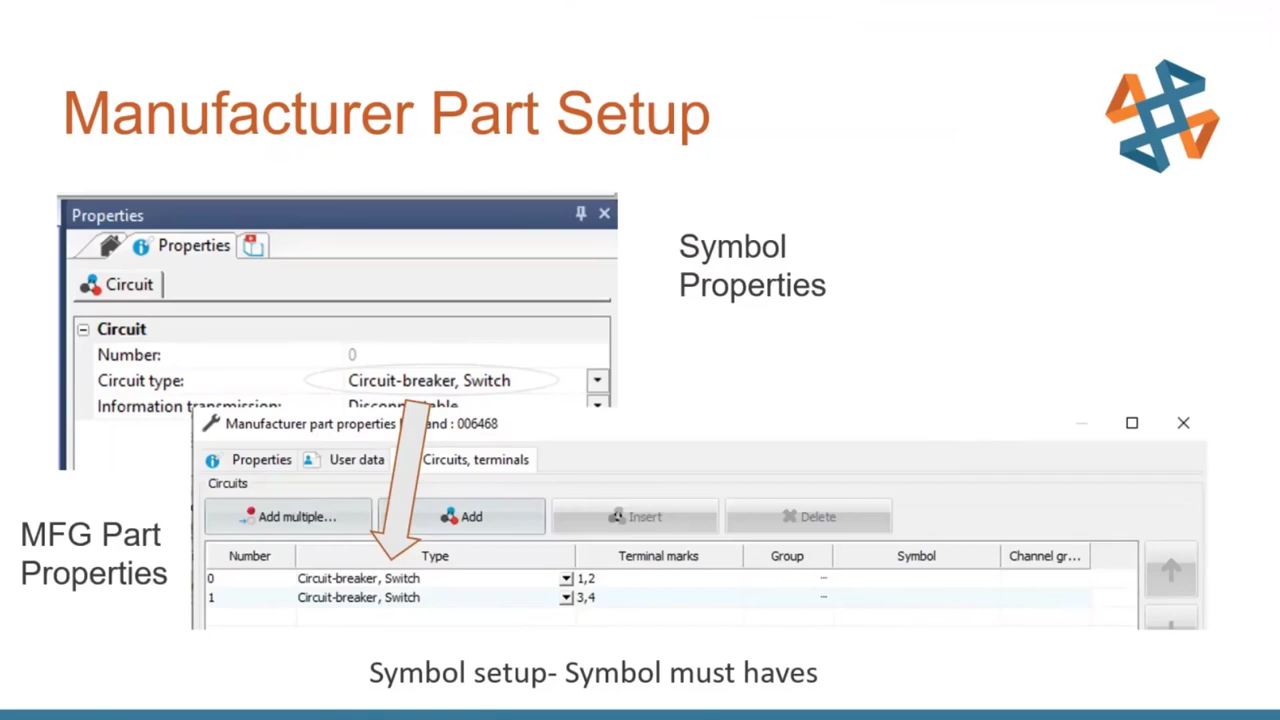 Manufacturer Part Setup
Properties
Properties
Circuit
Circuit
Number: 0
Circuit type: Circuit-breaker, Switch
Information transmission:
Symbol
Properties
Manufacturer part properties and : 006468
Properties User data Circuits, terminals
Circuits
Add multiple... Add Insert Delete
Number Type Terminal marks Group Symbol Channel gr...
0 Circuit-breaker, Switch 1,2 --
1 Circuit-breaker, Switch 3,4 --
MFG Part
Properties
Symbol setup- Symbol must haves